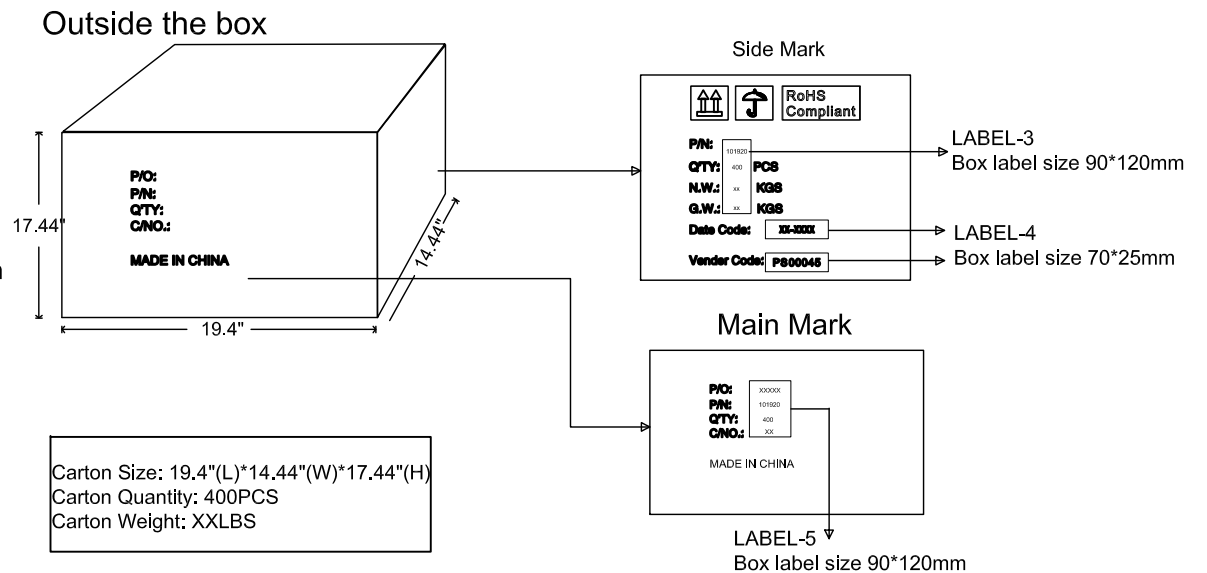 Outside the box
P/O:
P/N:
Q'TY:
C/NO.:
MADE IN CHINA
17.44"
14.44"
19.4"
Carton Size: 19.4"(L)*14.44"(W)*17.44"(H)
Carton Quantity: 400PCS
Carton Weight: XXLBS
Side Mark
RoHS
Compliant
P/N: 101920
Q'TY: 400 PCS
N.W.: xx KGS
G.W.: xx KGS
Date Code: XX-XXXX
Vender Code: PS00045
LABEL-3
Box label size 90*120mm
LABEL-4
Box label size 70*25mm
Main Mark
P/O: XXXXX
P/N: 101920
Q'TY: 400
C/NO.: XX
MADE IN CHINA
LABEL-5
Box label size 90*120mm